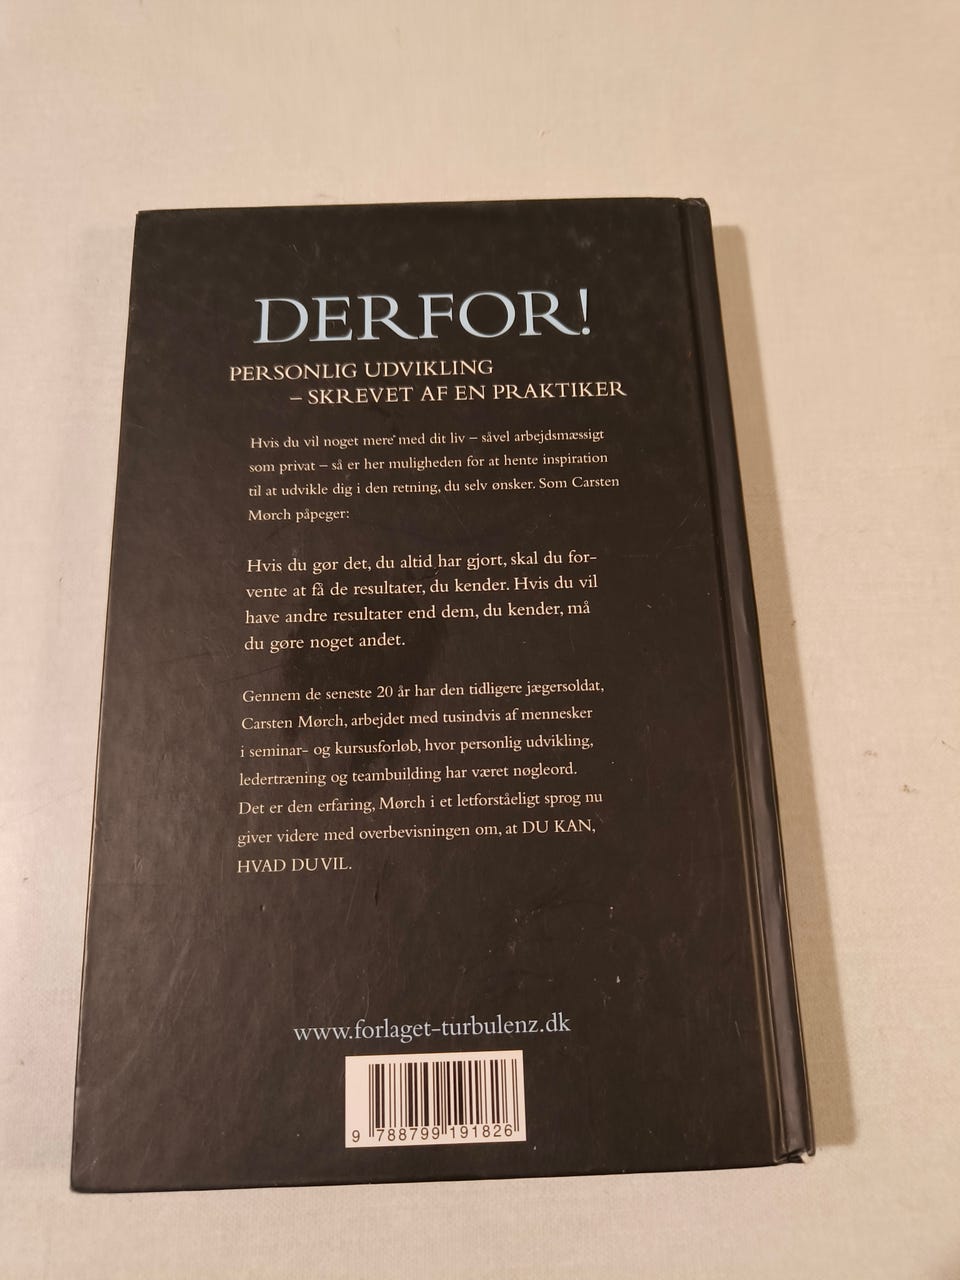 DERFOR!
PERSONLIG UDVIKLING
– SKREVET AF EN PRAKTIKER
Hvis du vil noget mere med dit liv – såvel arbejdsmæssigt
som privat – så er her muligheden for at hente inspiration
til at udvikle dig i den retning, du selv ønsker. Som Carsten
Mørch påpeger:
Hvis du gør det, du altid har gjort, skal du for-
vente at få de resultater, du kender. Hvis du vil
have andre resultater end dem, du kender, må
du gøre noget andet.
Gennem de seneste 20 år har den tidligere jægersoldat,
Carsten Mørch, arbejdet med tusindvis af mennesker
i seminar- og kursusforløb, hvor personlig udvikling,
ledertræning og teambuilding har været nøgleord.
Det er den erfaring, Mørch i et letforståeligt sprog nu
giver videre med overbevisningen om, at DU KAN,
HVAD DU VIL.
www.forlaget-turbulenz.dk
9 788799 191826